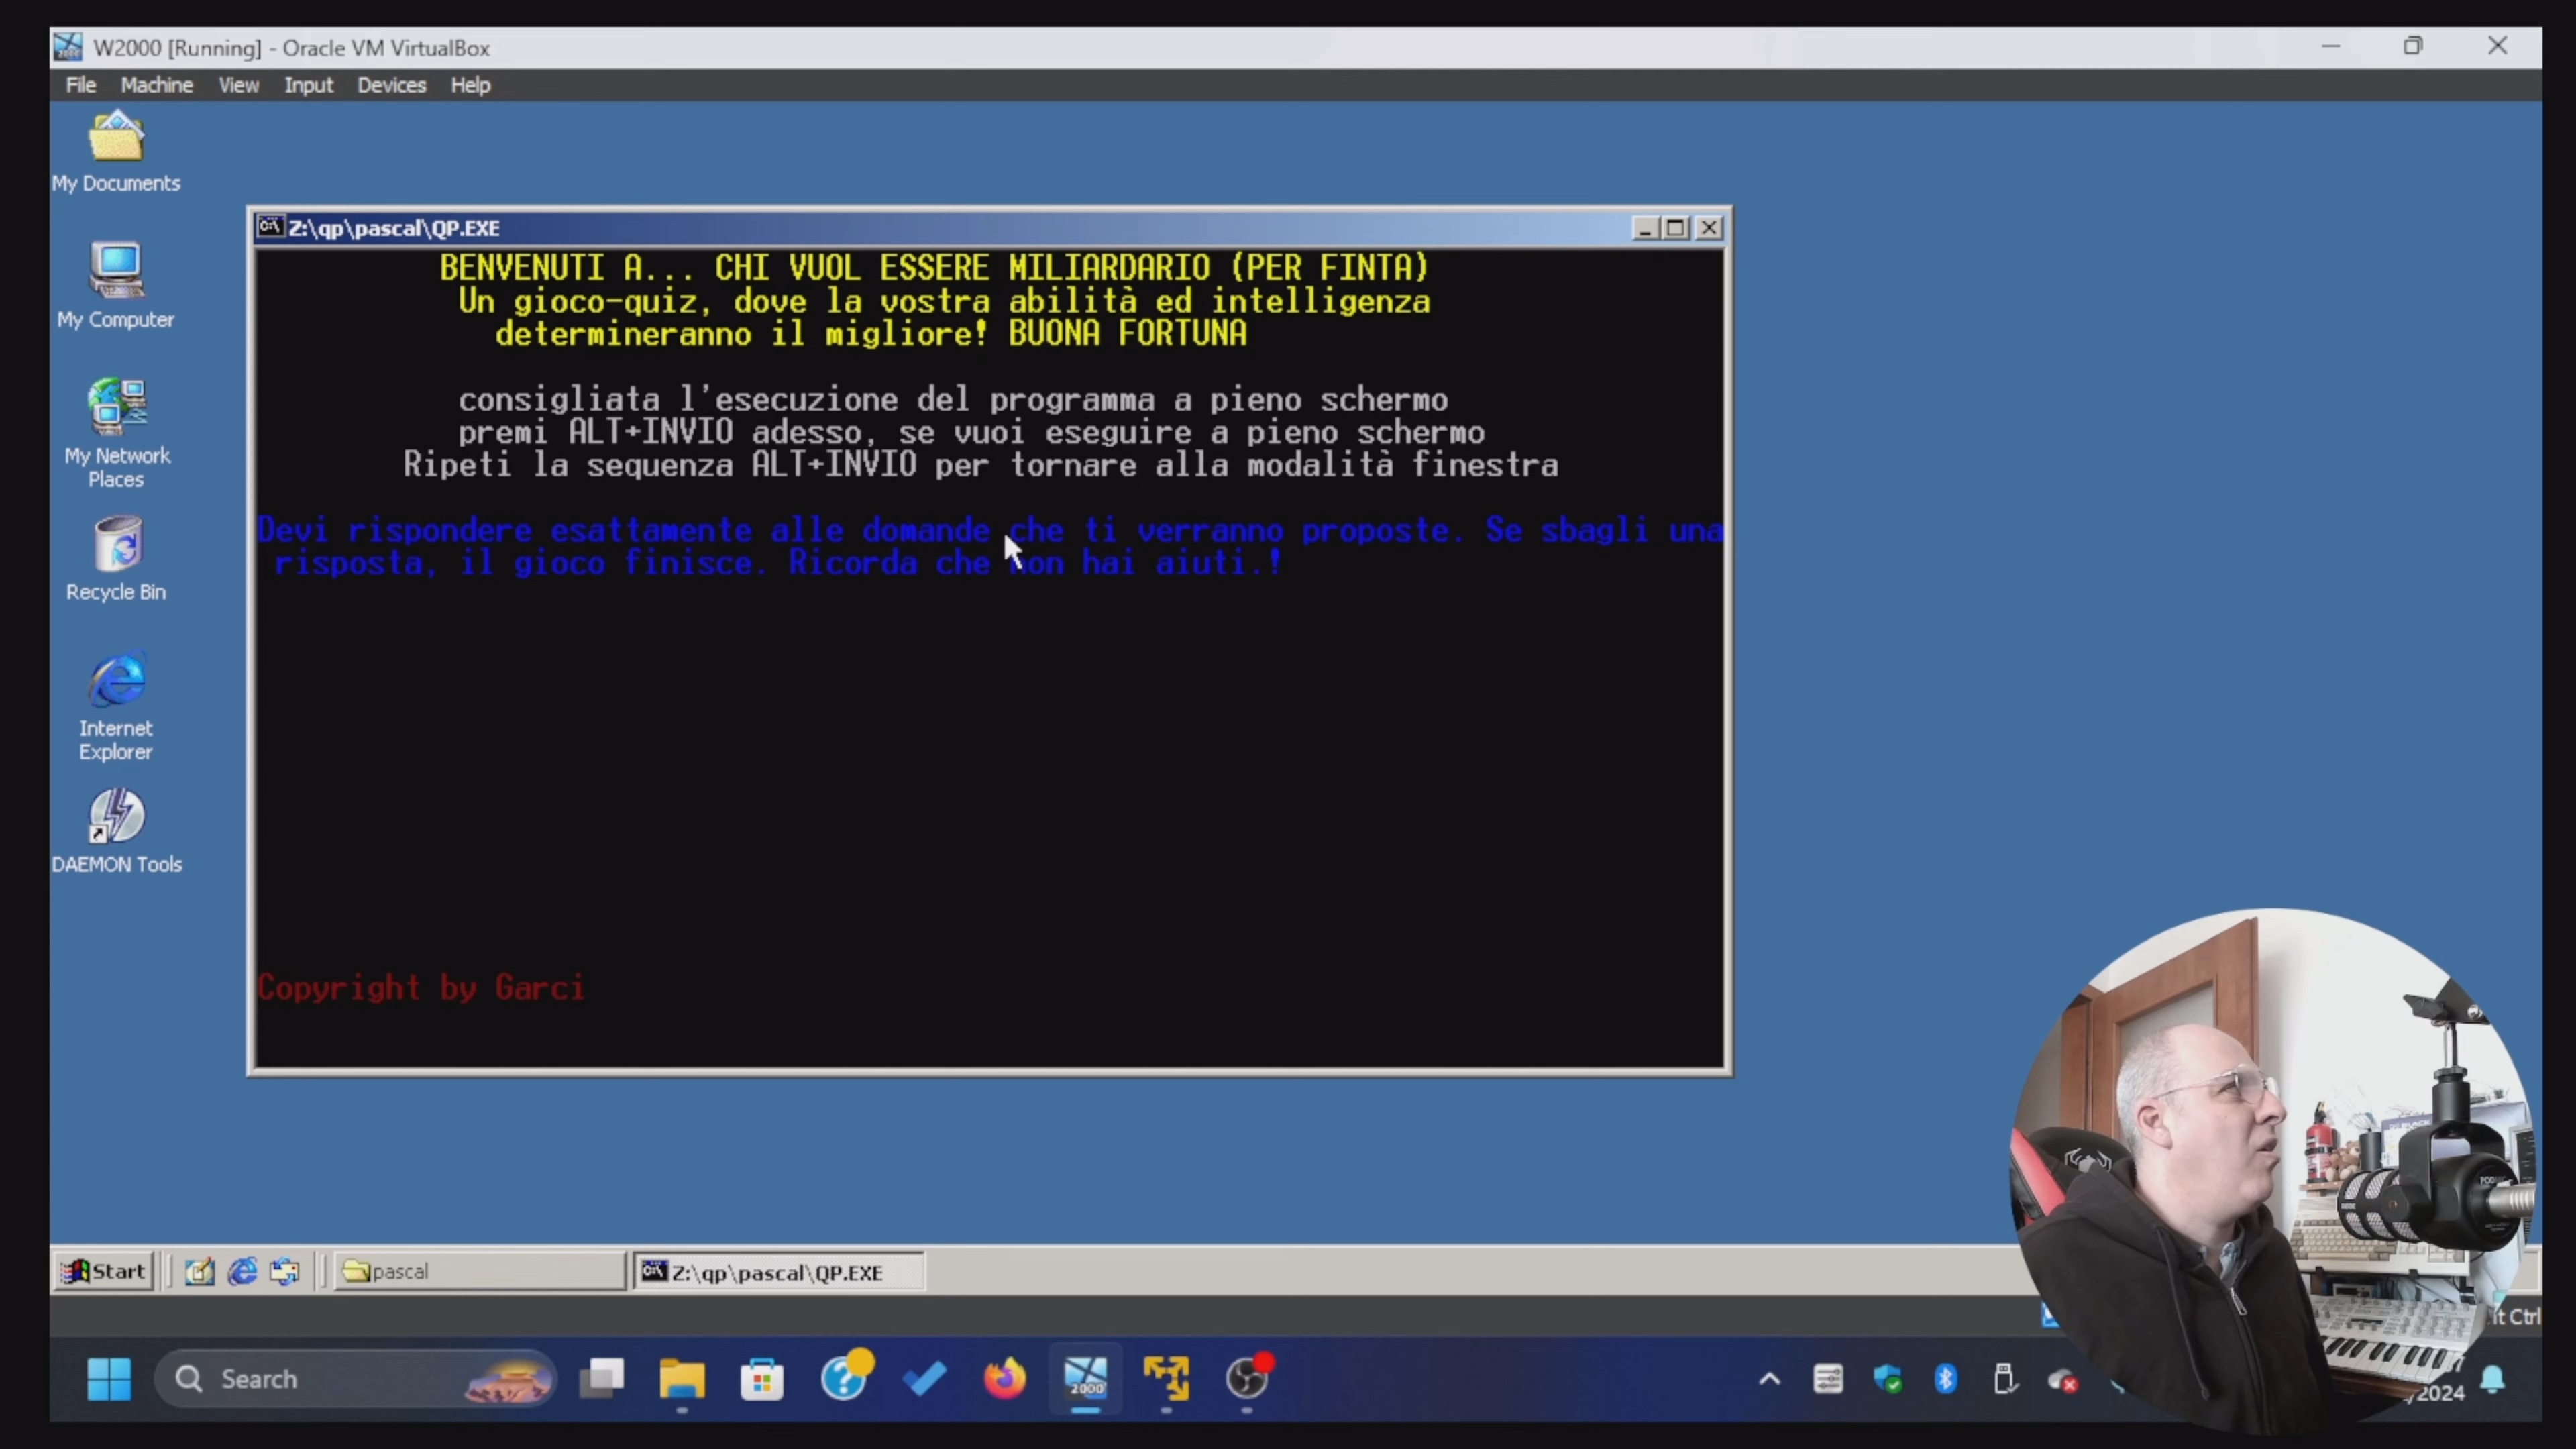 W2000 [Running] - Oracle VM VirtualBox
File Machine View Input Devices Help
My Documents
My Computer
My Network
Places
Recycle Bin
Internet
Explorer
DAEMON Tools
Z:\qp\pascal\QP.EXE
BENVENUTI A... CHI VUOL ESSERE MILIARDARIO (PER FINTA)
Un gioco-quiz, dove la vostra abilità ed intelligenza
determineranno il migliore! BUONA FORTUNA
consigliata l'esecuzione del programma a pieno schermo
premi ALT+INVIO adesso, se vuoi eseguire a pieno schermo
Ripeti la sequenza ALT+INVIO per tornare alla modalità finestra
Devi rispondere esattamente alle domande che ti verranno proposte. Se sbagli una
risposta, il gioco finisce. Ricorda che non hai aiuti.!
Copyright by Garci
Start pascal Z:\qp\pascal\QP.EXE
Ctrl
Search
2000
/2024